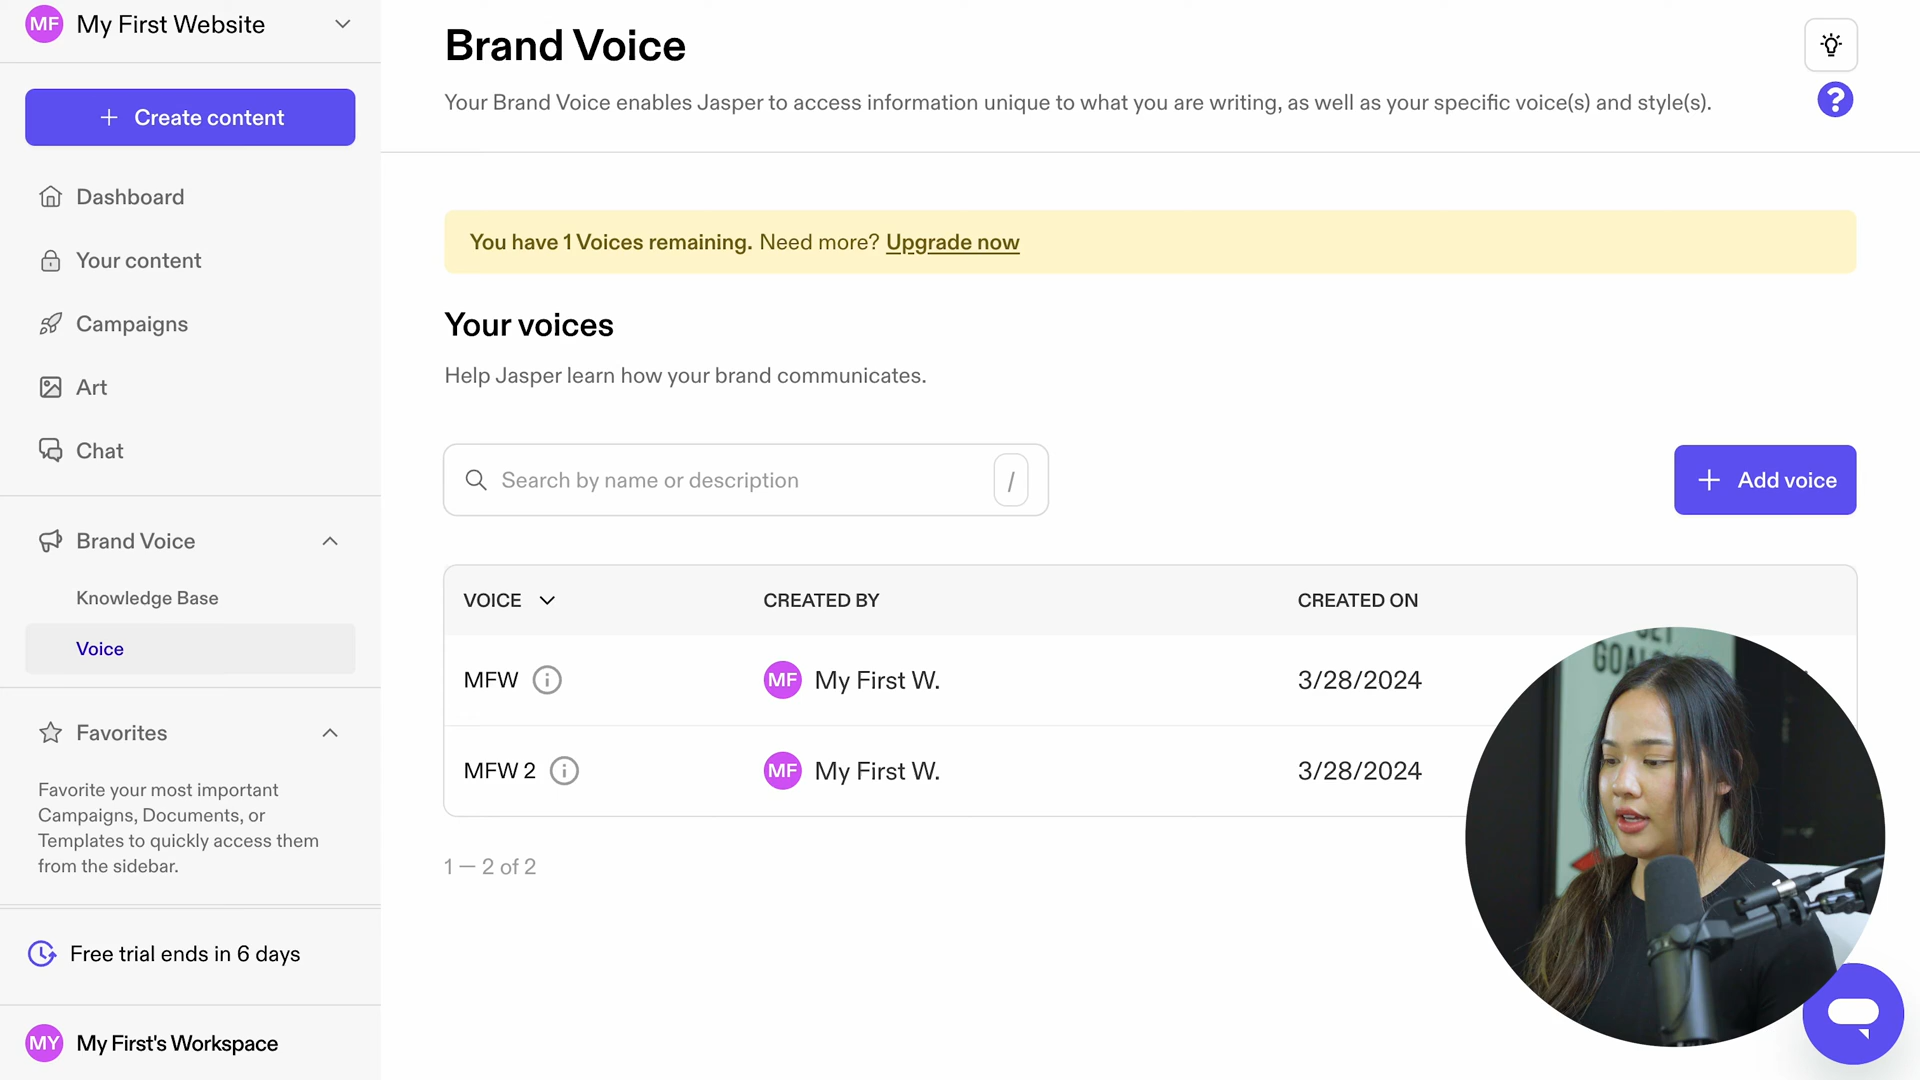 MF My First Website
+ Create content
Dashboard
Your content
Campaigns
Art
Chat
Brand Voice
Knowledge Base
Voice
Favorites
Favorite your most important
Campaigns, Documents, or
Templates to quickly access them
from the sidebar.
Free trial ends in 6 days
MY My First's Workspace
Brand Voice
Your Brand Voice enables Jasper to access information unique to what you are writing, as well as your specific voice(s) and style(s).
?
You have 1 Voices remaining. Need more? Upgrade now
Your voices
Help Jasper learn how your brand communicates.
Search by name or description /
+ Add voice
VOICE CREATED BY CREATED ON
MFW i MF My First W. 3/28/2024
MFW 2 i MF My First W. 3/28/2024
1 — 2 of 2